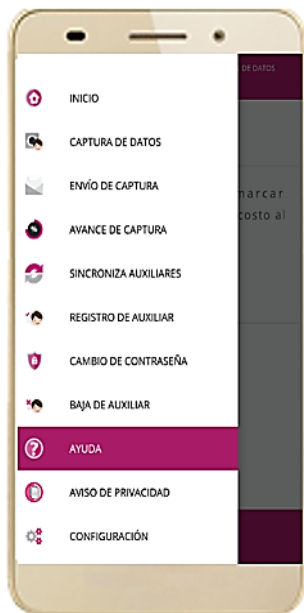 DE DATOS
INICIO
CAPTURA DE DATOS
ENVÍO DE CAPTURA
marcar
AVANCE DE CAPTURA
costo al
SINCRONIZA AUXILIARES
REGISTRO DE AUXILIAR
CAMBIO DE CONTRASEÑA
BAJA DE AUXILIAR
AYUDA
AVISO DE PRIVACIDAD
CONFIGURACIÓN